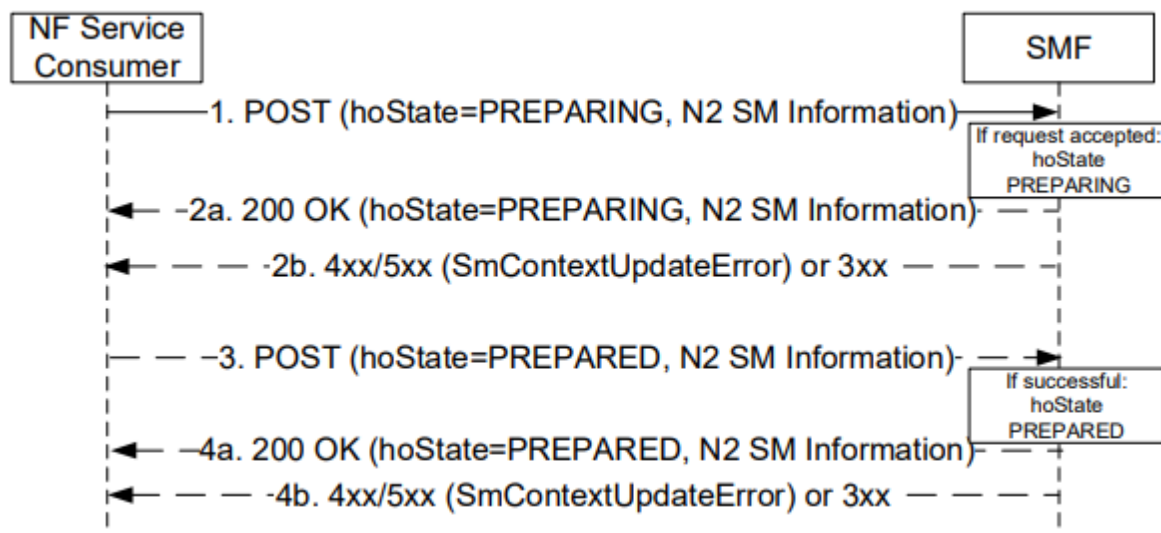 NF Service
Consumer
SMF
1. POST (hoState=PREPARING, N2 SM Information)
If request accepted:
hoState
PREPARING
2a. 200 OK (hoState=PREPARING, N2 SM Information)
2b. 4xx/5xx (SmContextUpdateError) or 3xx
3. POST (hoState=PREPARED, N2 SM Information)
If successful:
hoState
PREPARED
4a. 200 OK (hoState=PREPARED, N2 SM Information)
4b. 4xx/5xx (SmContextUpdateError) or 3xx